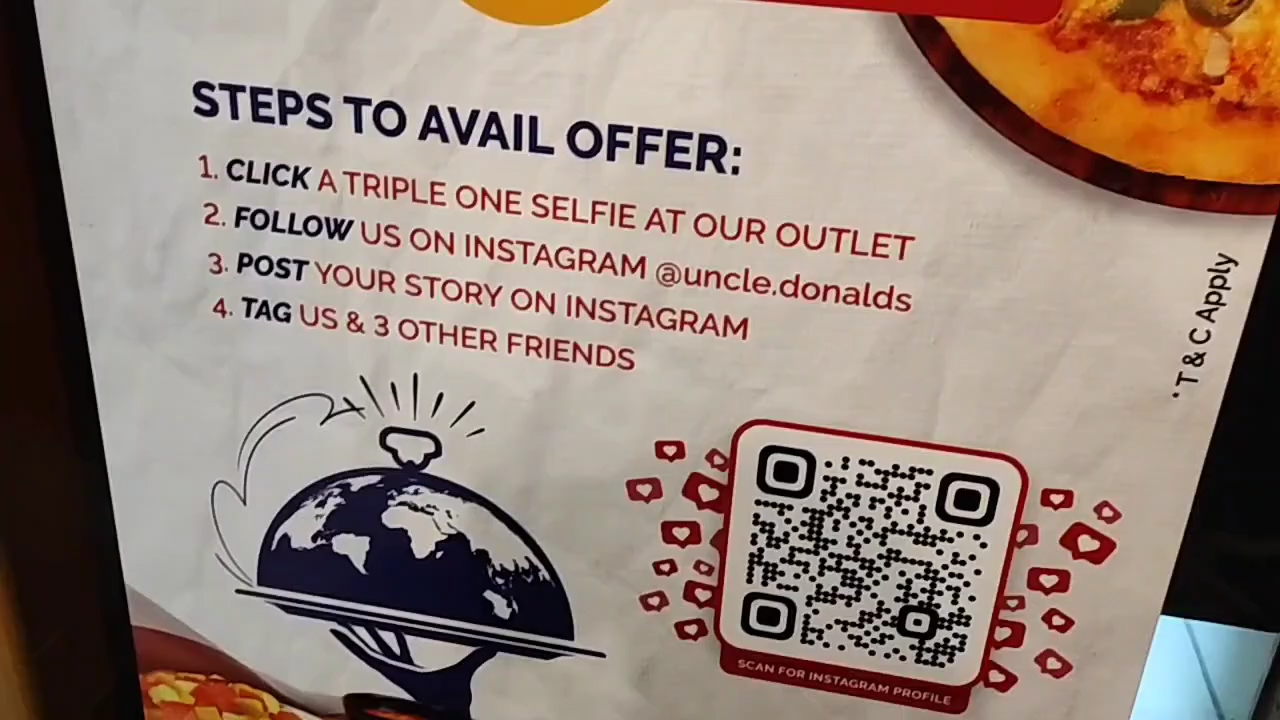 STEPS TO AVAIL OFFER:
1. CLICK A TRIPLE ONE SELFIE AT OUR OUTLET
2. FOLLOW US ON INSTAGRAM @uncle.donalds
3. POST YOUR STORY ON INSTAGRAM
4. TAG US & 3 OTHER FRIENDS
* T & C Apply
SCAN FOR INSTAGRAM PROFILE